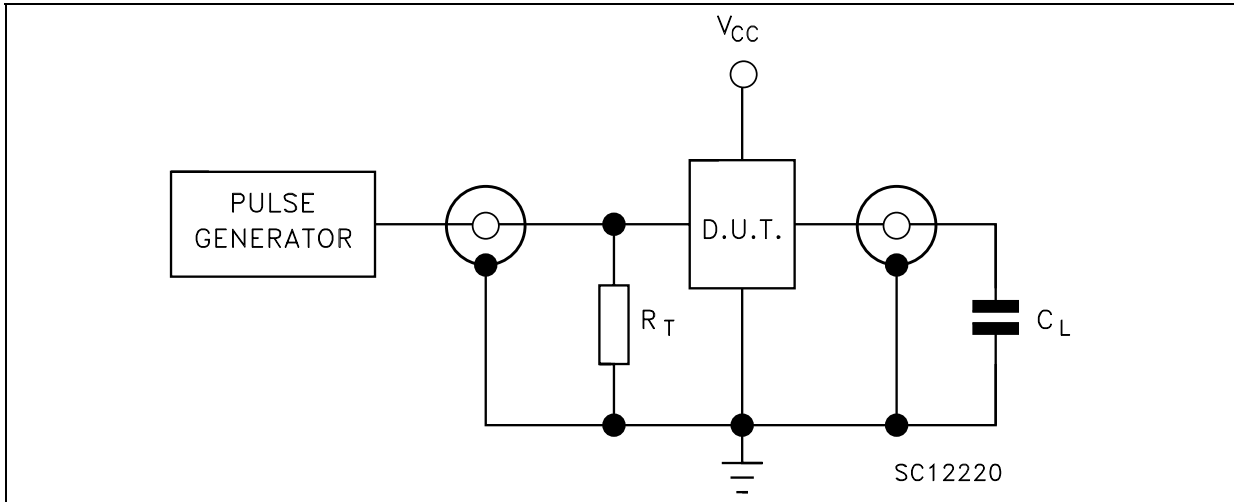 VCC
PULSE
GENERATOR
D.U.T.
RT
CL
SC12220